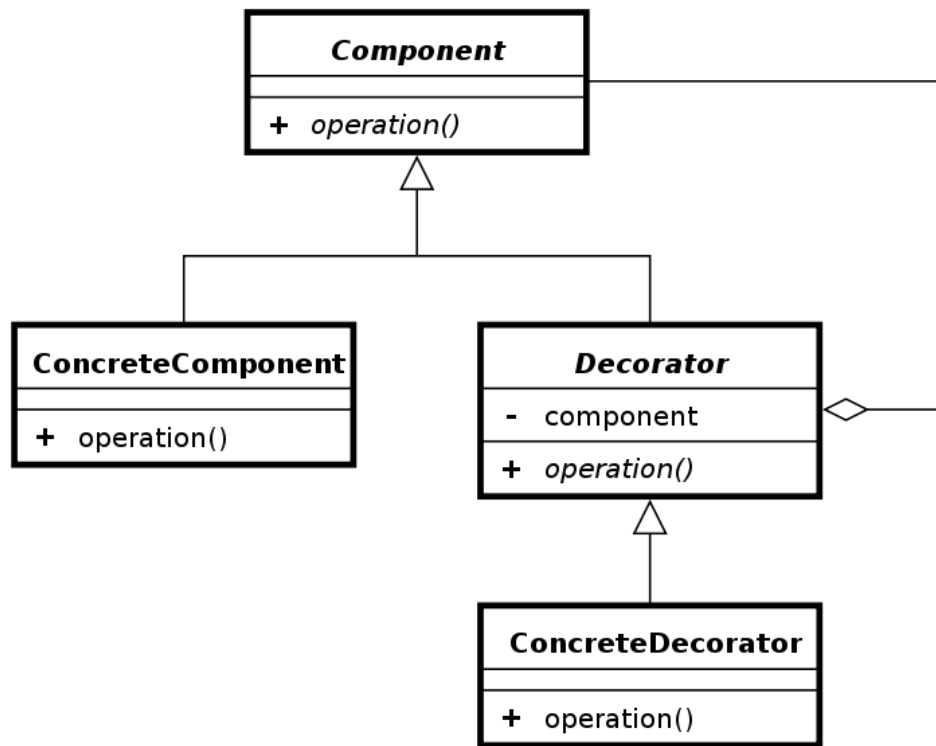 Component
+ operation()
ConcreteComponent
+ operation()
Decorator
- component
+ operation()
ConcreteDecorator
+ operation()